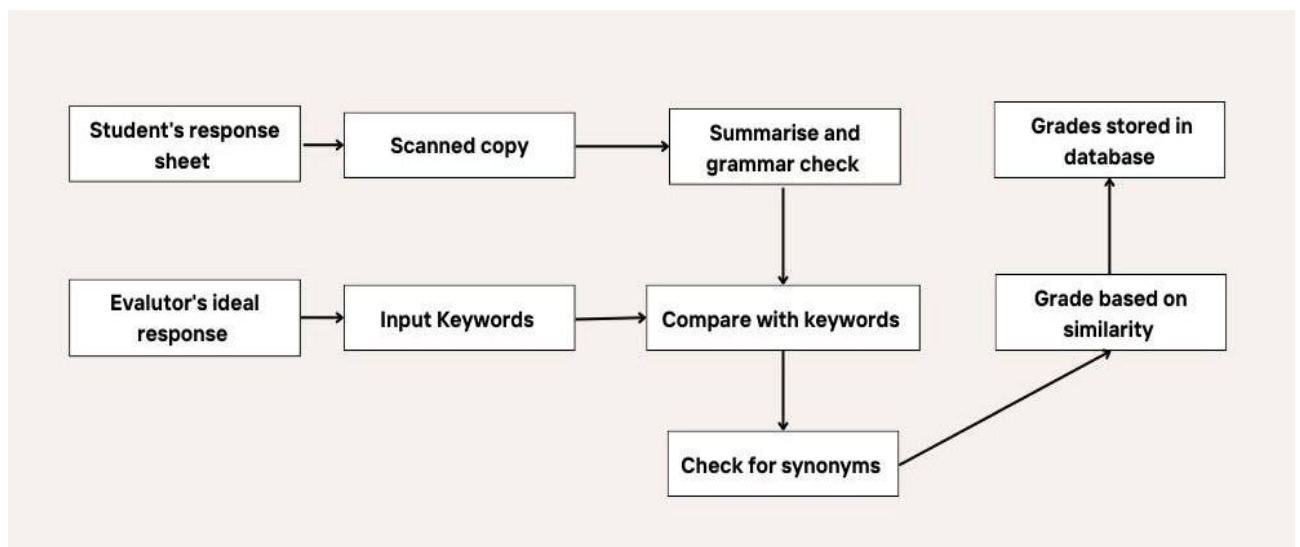 Student's response
sheet
Scanned copy
Summarise and
grammar check
Grades stored in
database
Evalutor's ideal
response
Input Keywords
Compare with keywords
Grade based on
similarity
Check for synonyms